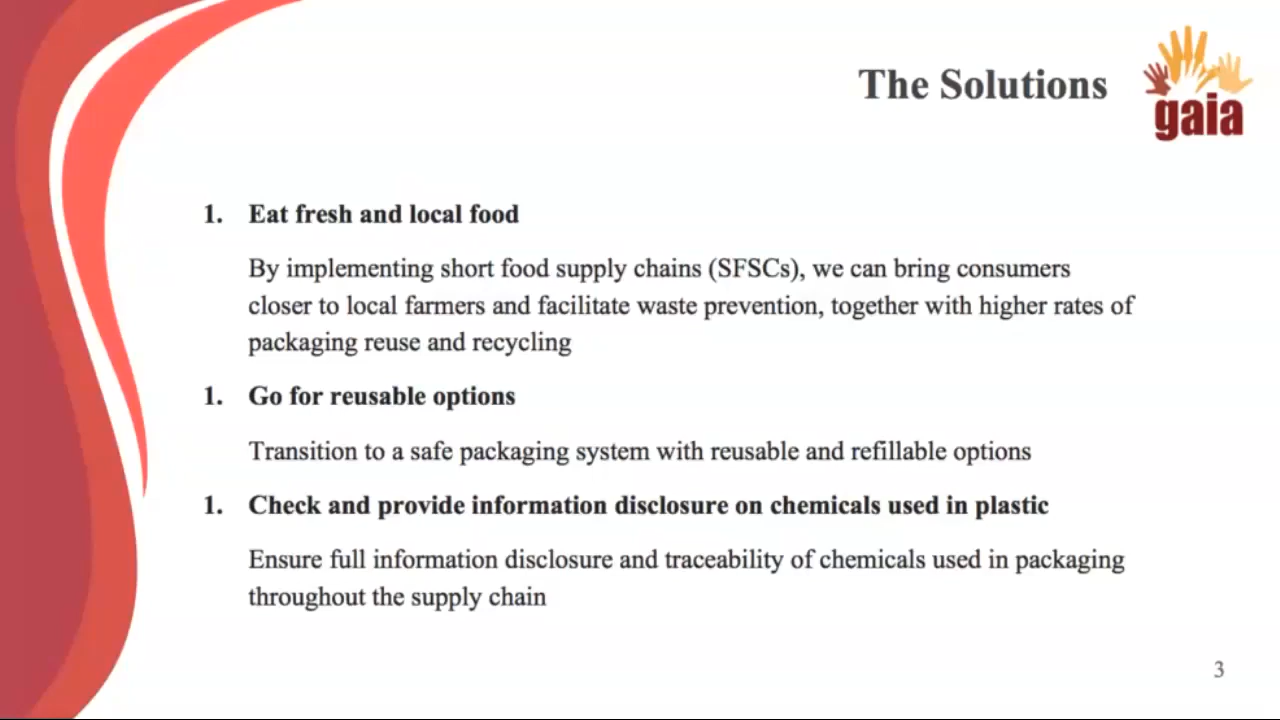 The Solutions
gaia
1. Eat fresh and local food
By implementing short food supply chains (SFSCs), we can bring consumers
closer to local farmers and facilitate waste prevention, together with higher rates of
packaging reuse and recycling
1. Go for reusable options
Transition to a safe packaging system with reusable and refillable options
1. Check and provide information disclosure on chemicals used in plastic
Ensure full information disclosure and traceability of chemicals used in packaging
throughout the supply chain
3